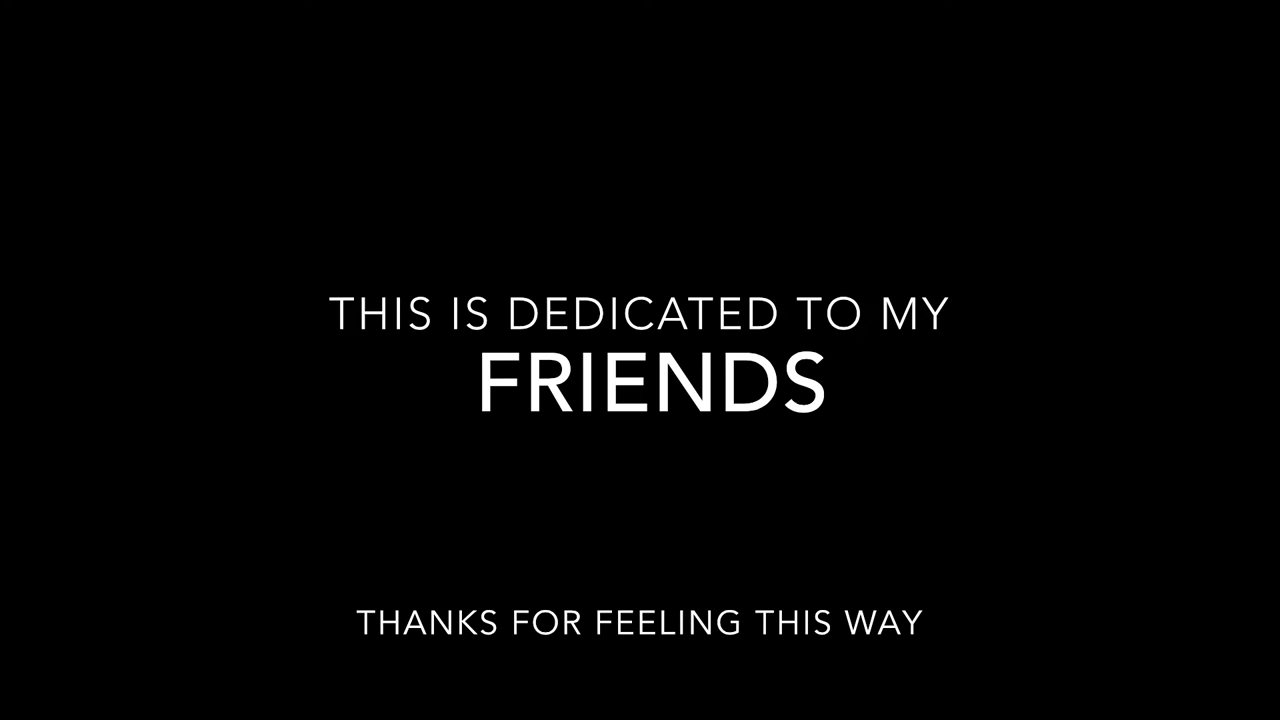 THIS IS DEDICATED TO MY
FRIENDS
THANKS FOR FEELING THIS WAY